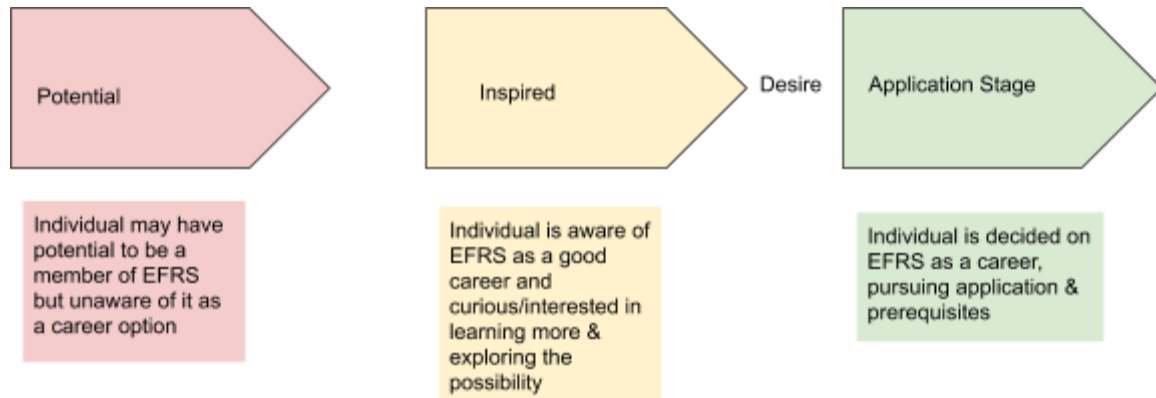 Potential
Inspired
Desire
Application Stage
Individual may have
potential to be a
member of EFRS
but unaware of it as
a career option
Individual is aware of
EFRS as a good
career and
curious/interested in
learning more &
exploring the
possibility
Individual is decided on
EFRS as a career,
pursuing application &
prerequisites